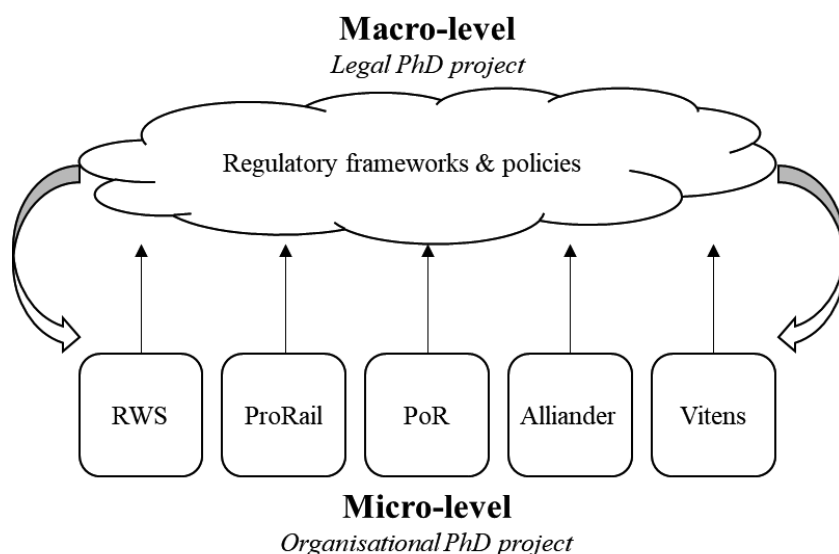 Macro-level
Legal PhD project
Regulatory frameworks & policies
RWS
ProRail
PoR
Alliander
Vitens
Micro-level
Organisational PhD project